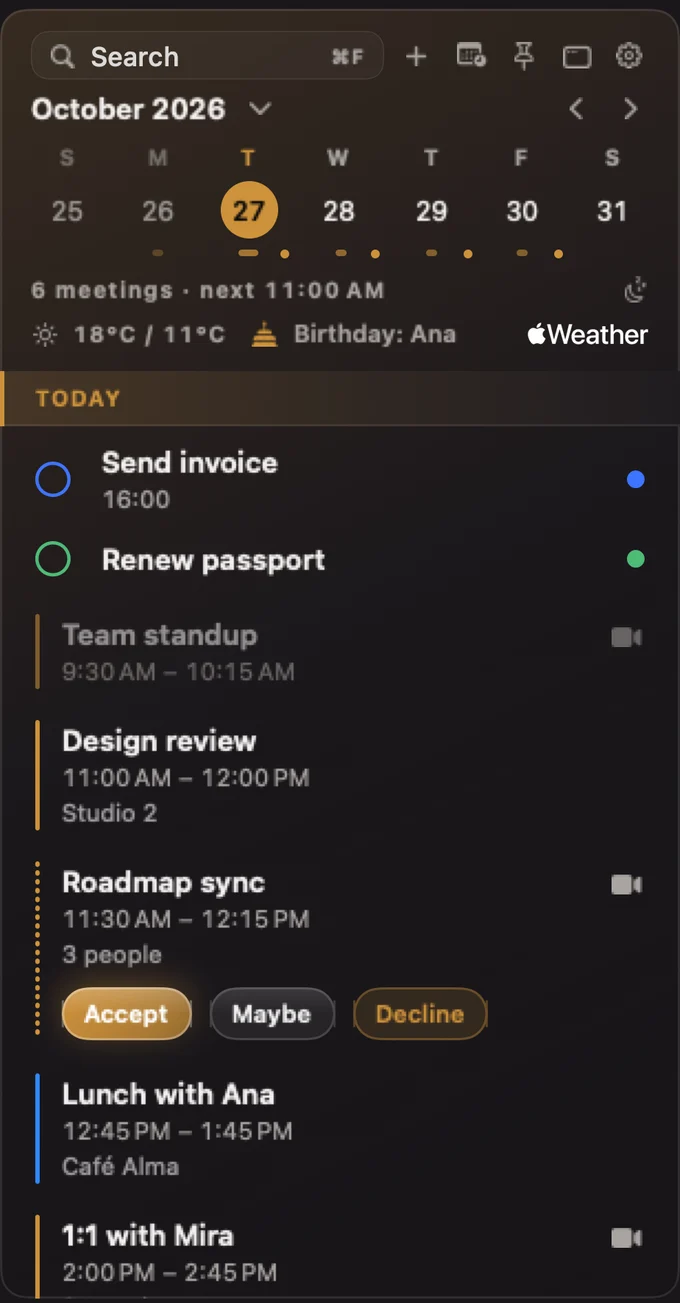 Search ⌘F
October 2026
S M T W T F S
25 26 27 28 29 30 31
6 meetings · next 11:00 AM
18°C / 11°C Birthday: Ana Weather
TODAY
Send invoice
16:00
Renew passport
Team standup
9:30 AM – 10:15 AM
Design review
11:00 AM – 12:00 PM
Studio 2
Roadmap sync
11:30 AM – 12:15 PM
3 people
Accept Maybe Decline
Lunch with Ana
12:45 PM – 1:45 PM
Café Alma
1:1 with Mira
2:00 PM – 2:45 PM